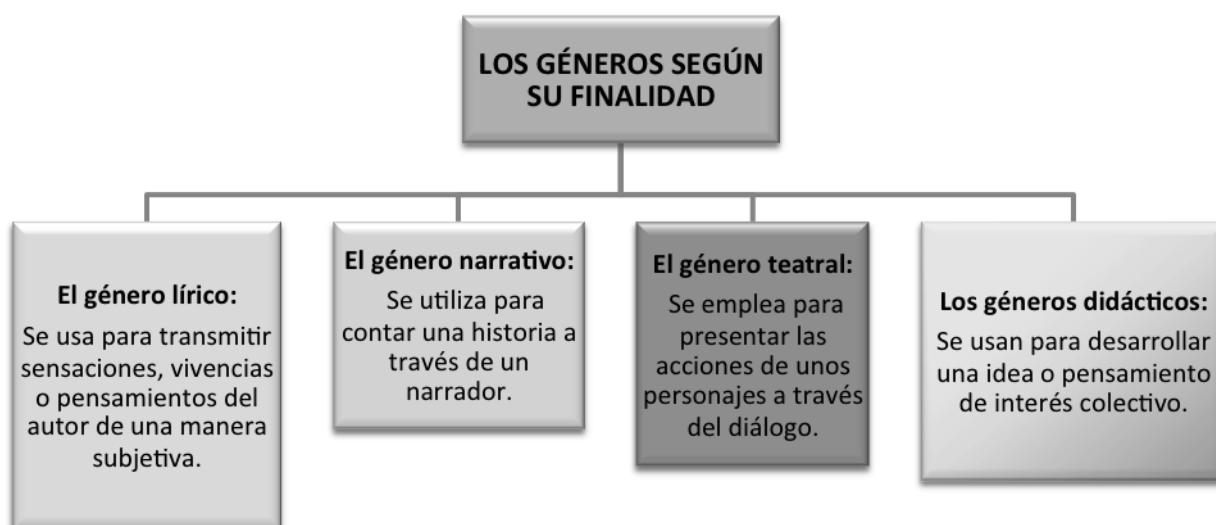 LOS GÉNEROS SEGÚN
SU FINALIDAD
El género lírico:
Se usa para transmitir
sensaciones, vivencias
o pensamientos del
autor de una manera
subjetiva.
El género narrativo:
Se utiliza para
contar una historia a
través de un
narrador.
El género teatral:
Se emplea para
presentar las
acciones de unos
personajes a través
del diálogo.
Los géneros didácticos:
Se usan para desarrollar
una idea o pensamiento
de interés colectivo.